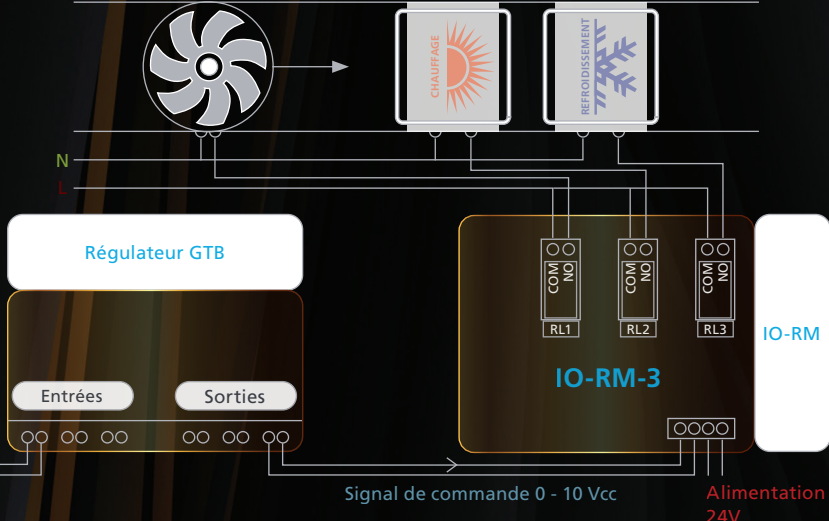 CHAUFFAGE
REFROIDISSEMENT
N
L
Régulateur GTB
COM
NO
COM
NO
COM
NO
RL1
RL2
RL3
IO-RM
IO-RM-3
Entrées
Sorties
Signal de commande 0 - 10 Vcc
Alimentation
24V